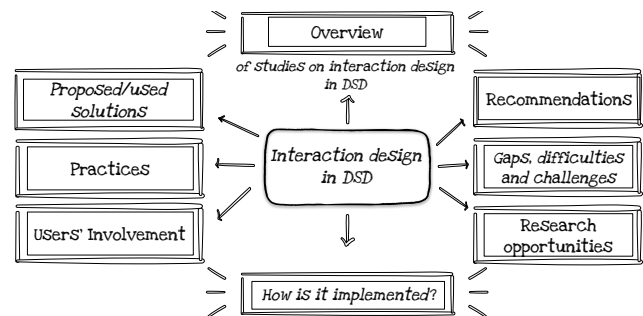 Overview
of studies on interaction design
in DSD
Proposed/used
solutions
Practices
Users' Involvement
Interaction design
in DSD
Recommendations
Gaps, difficulties
and challenges
Research
opportunities
How is it implemented?